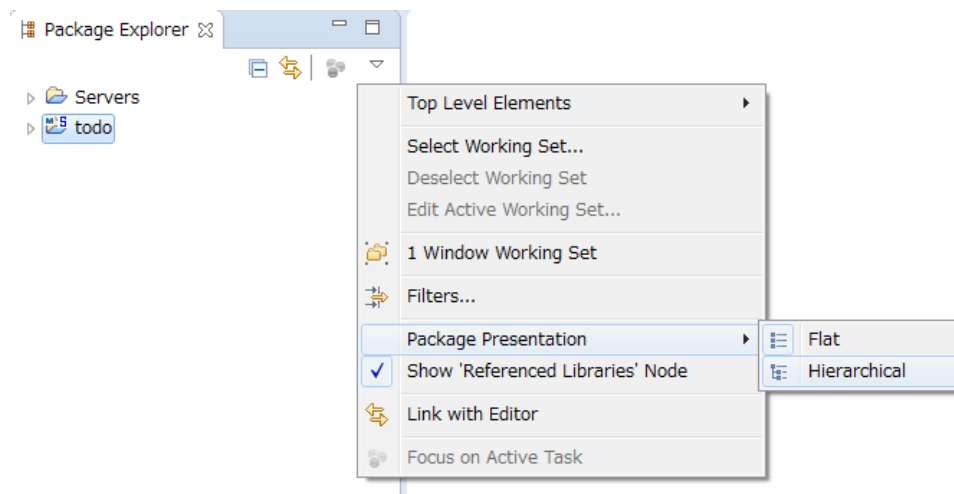 Package Explorer
Servers
todo
Top Level Elements
Select Working Set...
Deselect Working Set
Edit Active Working Set...
1 Window Working Set
Filters...
Package Presentation
Flat
Show 'Referenced Libraries' Node
Hierarchical
Link with Editor
Focus on Active Task